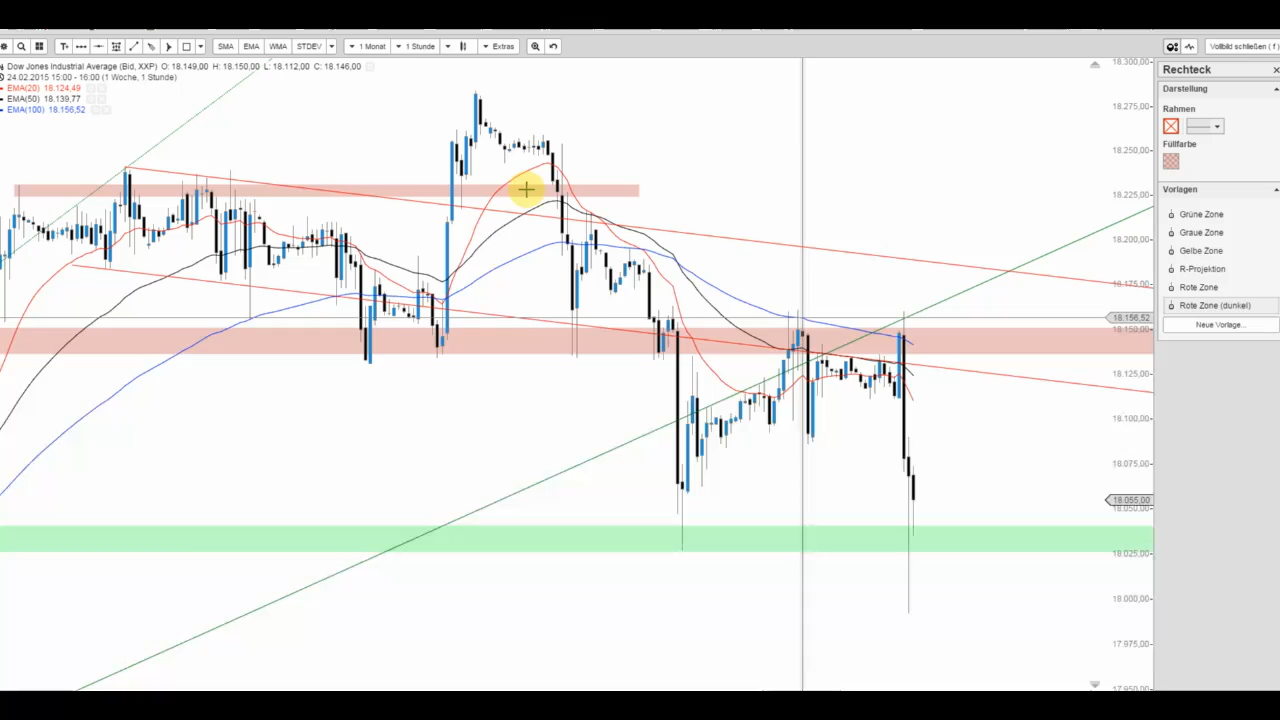 T+ SMA EMA WMA STDEV 1 Monat 1 Stunde Extras Vollbild schließen ( f )
Dow Jones Industrial Average (Bid, XXP) O: 18.149,00 H: 18.150,00 L: 18.112,00 C: 18.146,00
24.02.2015 15:00 - 16:00 (1 Woche, 1 Stunde)
EMA(20) 18.124,49
EMA(50) 18.139,77
EMA(100) 18.156,52
18.300,00
18.275,00
18.250,00
18.225,00
18.200,00
18.175,00
18.156,52
18.150,00
18.125,00
18.100,00
18.075,00
18.055,00
18.050,00
18.025,00
18.000,00
17.975,00
17.950,00
Rechteck
Darstellung
Rahmen
Füllfarbe
Vorlagen
Grüne Zone
Graue Zone
Gelbe Zone
R-Projektion
Rote Zone
Rote Zone (dunkel)
Neue Vorlage...